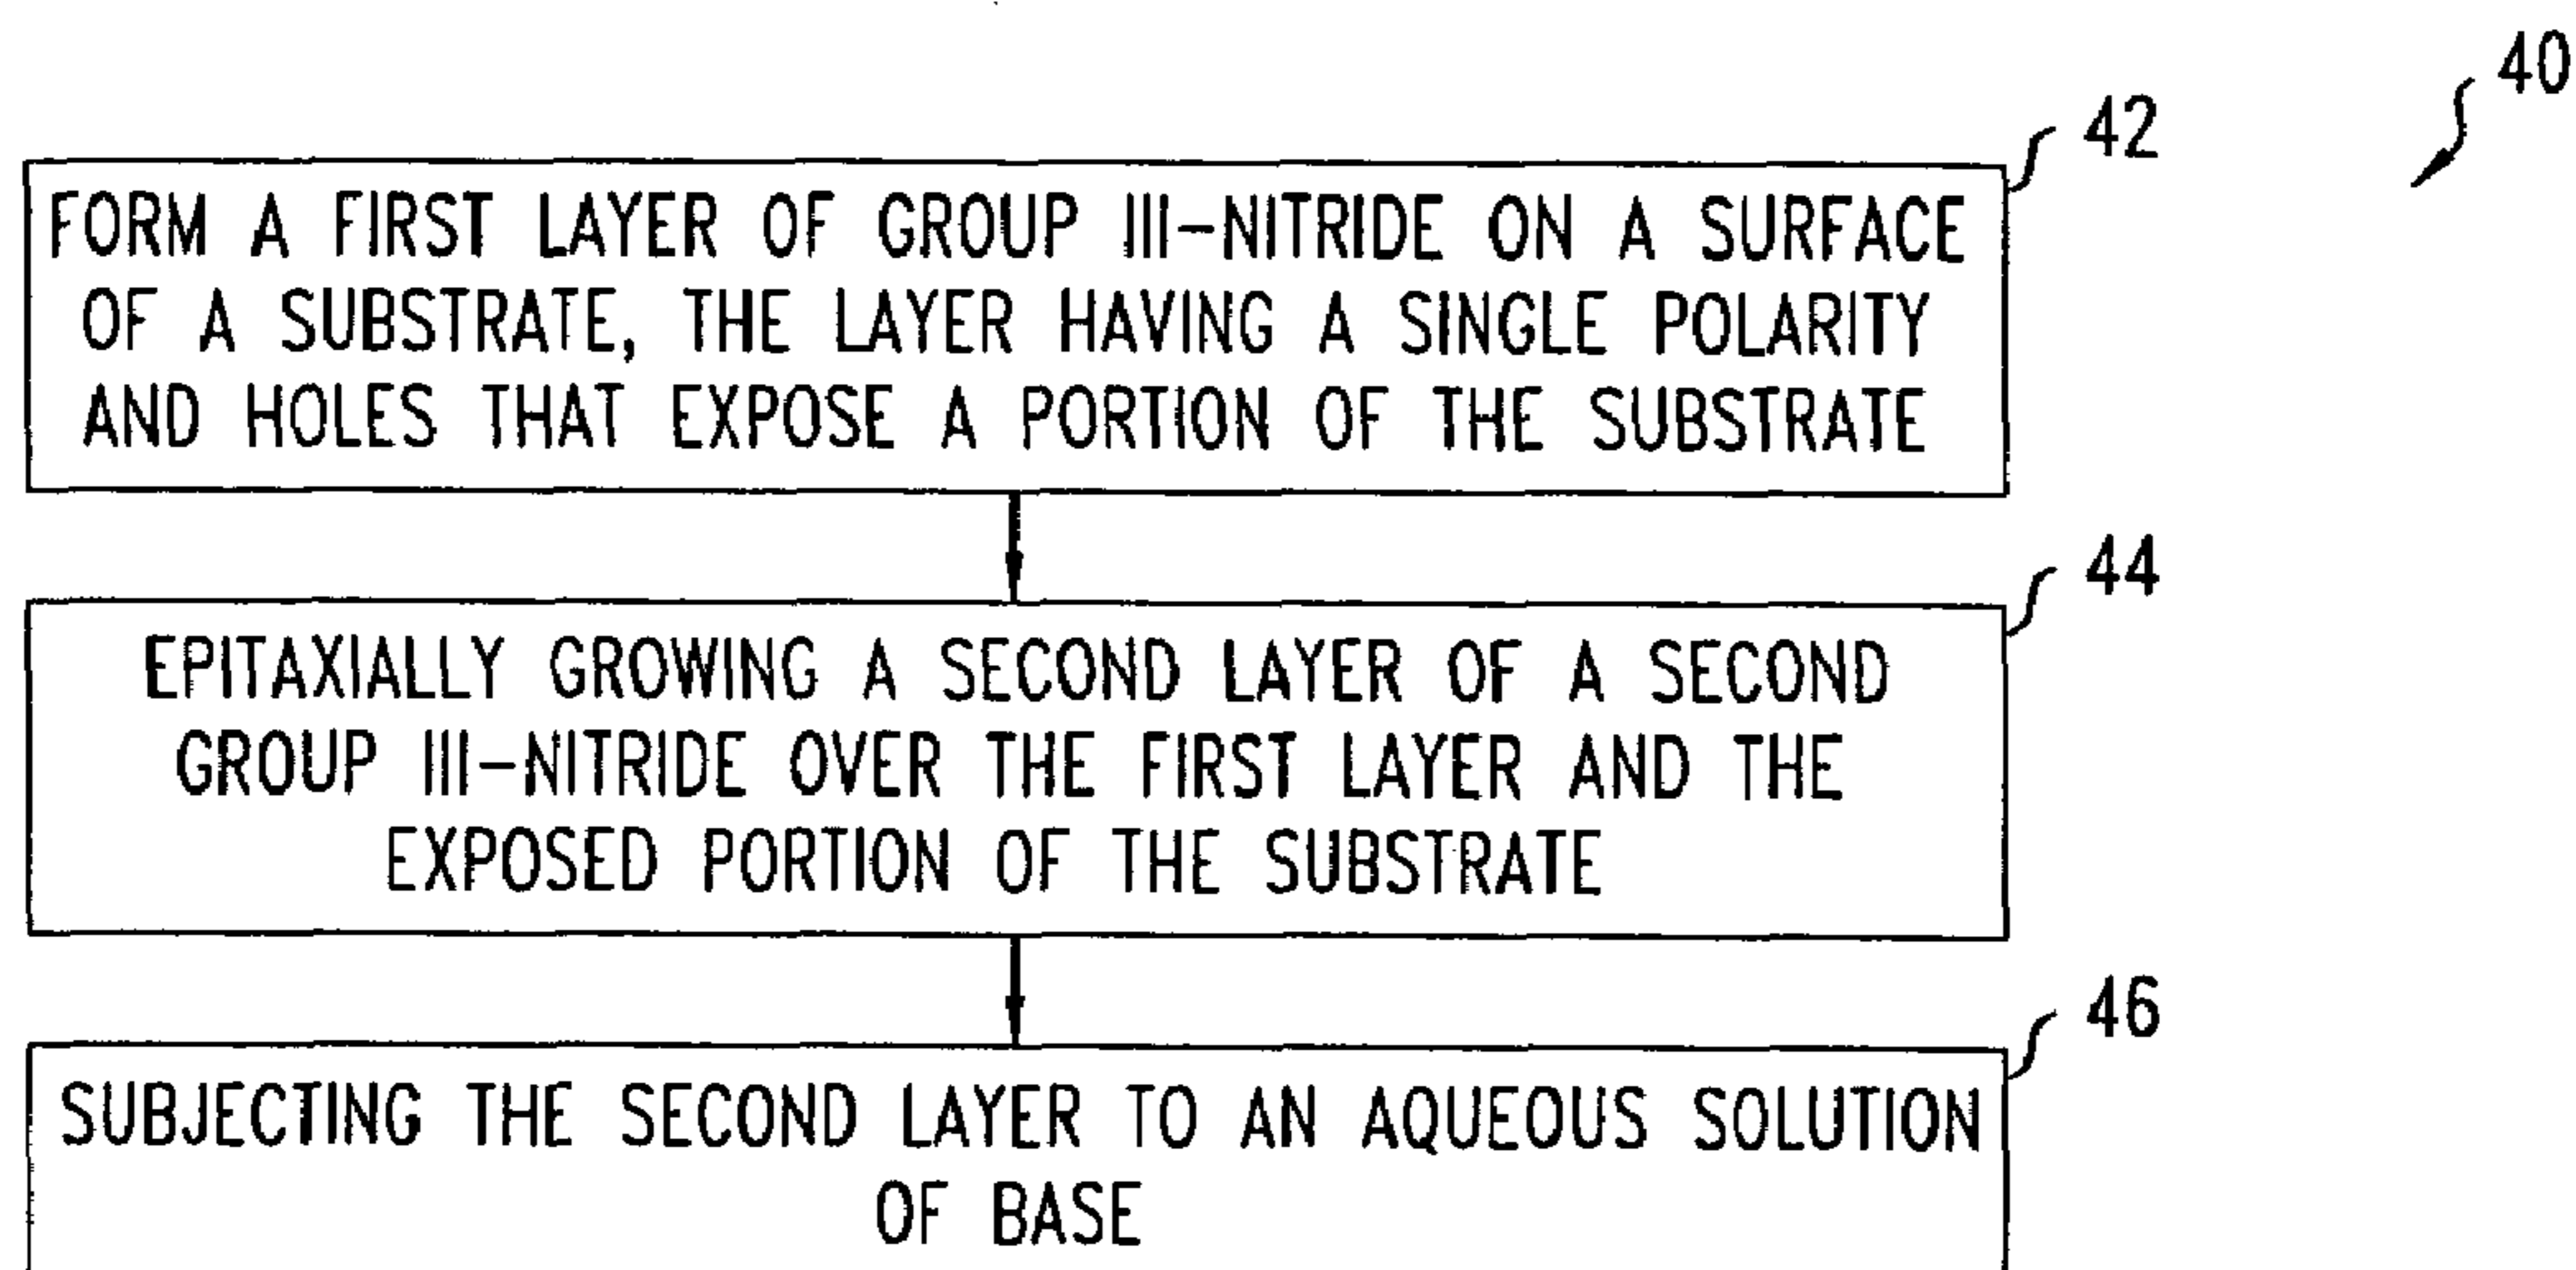 40
42
FORM A FIRST LAYER OF GROUP III-NITRIDE ON A SURFACE
OF A SUBSTRATE, THE LAYER HAVING A SINGLE POLARITY
AND HOLES THAT EXPOSE A PORTION OF THE SUBSTRATE
44
EPITAXIALLY GROWING A SECOND LAYER OF A SECOND
GROUP III-NITRIDE OVER THE FIRST LAYER AND THE
EXPOSED PORTION OF THE SUBSTRATE
46
SUBJECTING THE SECOND LAYER TO AN AQUEOUS SOLUTION
OF BASE